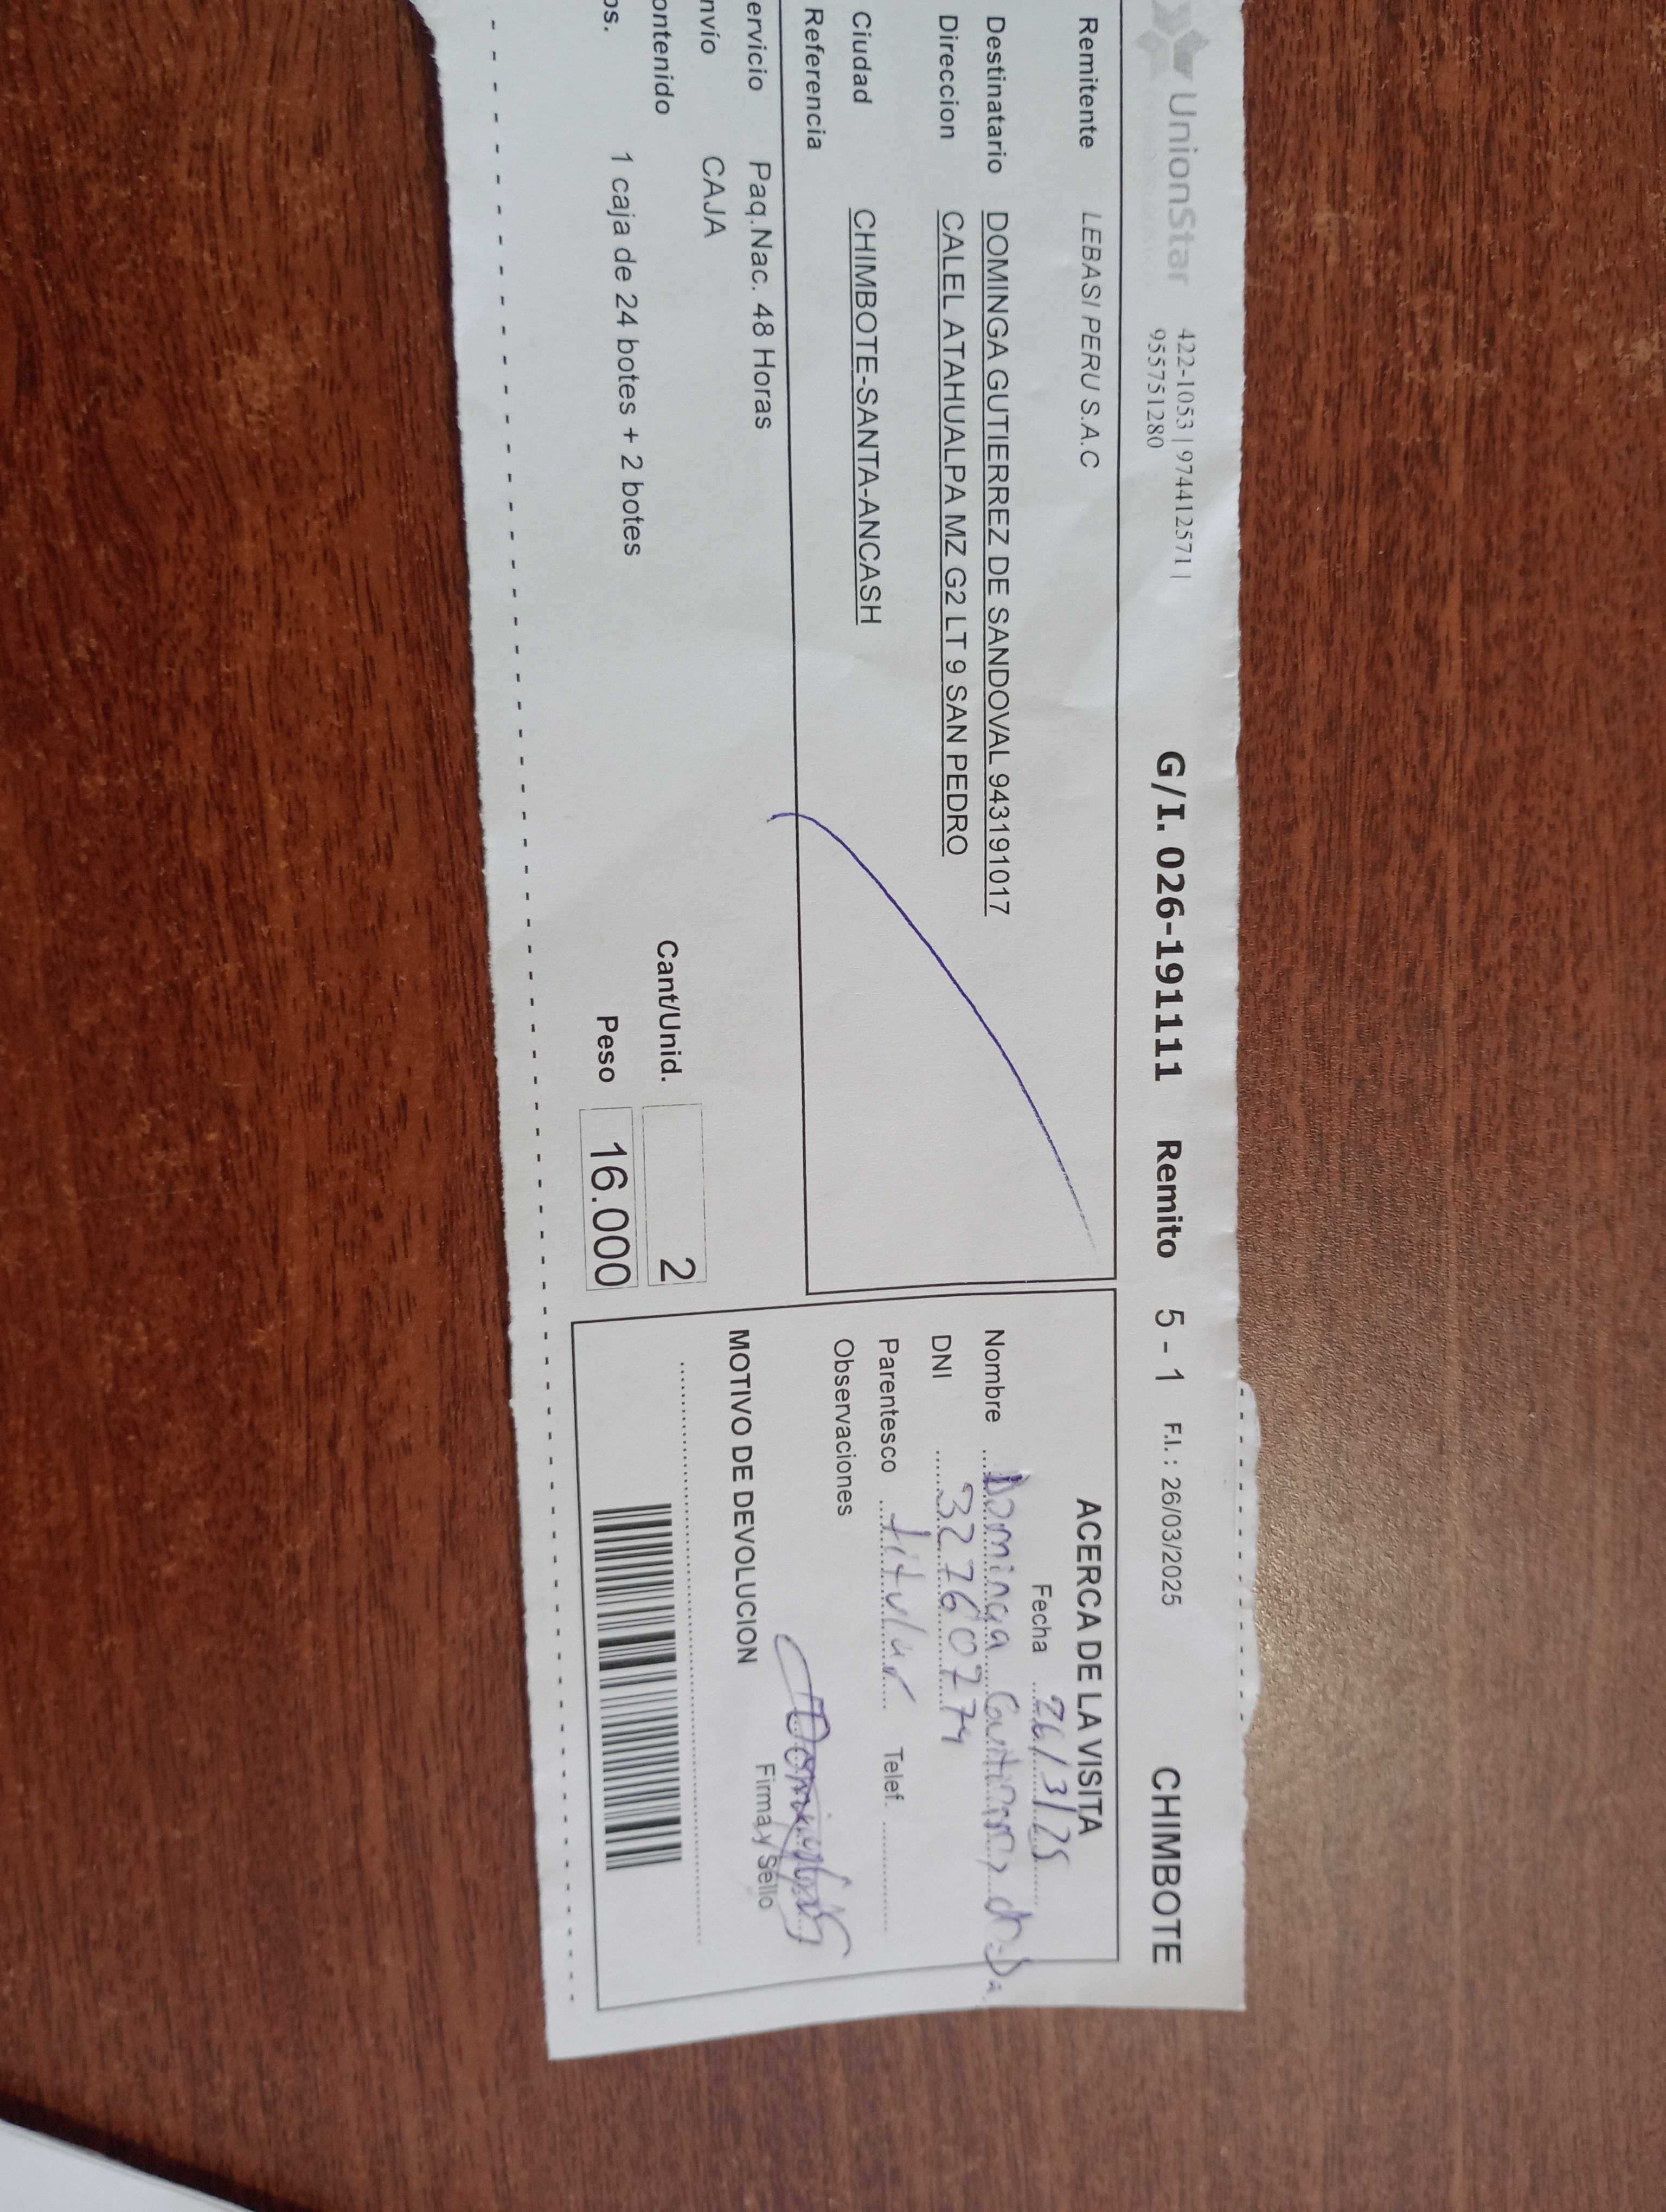 UnionStar 422-1053 | 974412571 |
955751280
G/I. 026-191111 Remito 5 - 1 F.I. : 26/03/2025 CHIMBOTE
Remitente LEBASI PERU S.A.C
Destinatario DOMINGA GUTIERREZ DE SANDOVAL 943191017
Direccion CALEL ATAHUALPA MZ G2 LT 9 SAN PEDRO
Ciudad CHIMBOTE-SANTA-ANCASH
Referencia
ervicio Paq.Nac. 48 Horas
nvío CAJA
ontenido
os. 1 caja de 24 botes + 2 botes
Cant/Unid. 2
Peso 16.000
ACERCA DE LA VISITA
Fecha 26/3/25
Nombre Dominga Gutierrez de Sa
DNI 32760774
Parentesco titular Telef.
Observaciones
Firma y Sello
MOTIVO DE DEVOLUCION